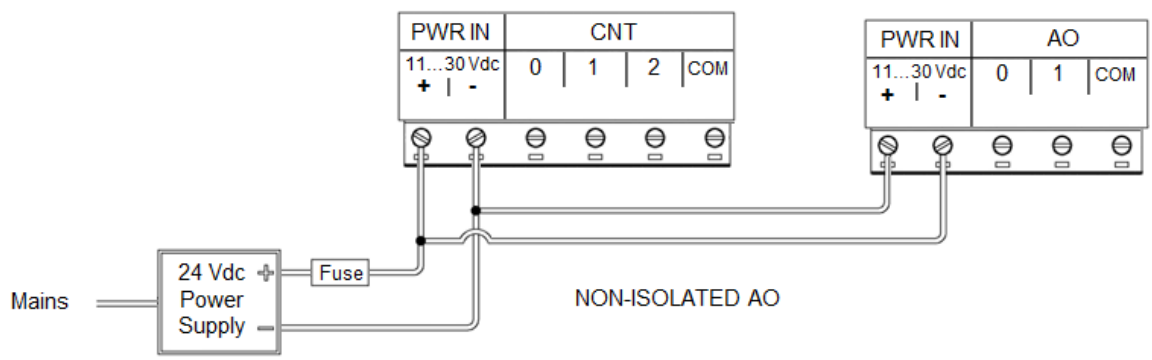 PWR IN CNT
11...30 Vdc 0 1 2 COM
+ -
PWR IN AO
11...30 Vdc 0 1 COM
+ -
24 Vdc +
Power
Supply -
Fuse
Mains
NON-ISOLATED AO